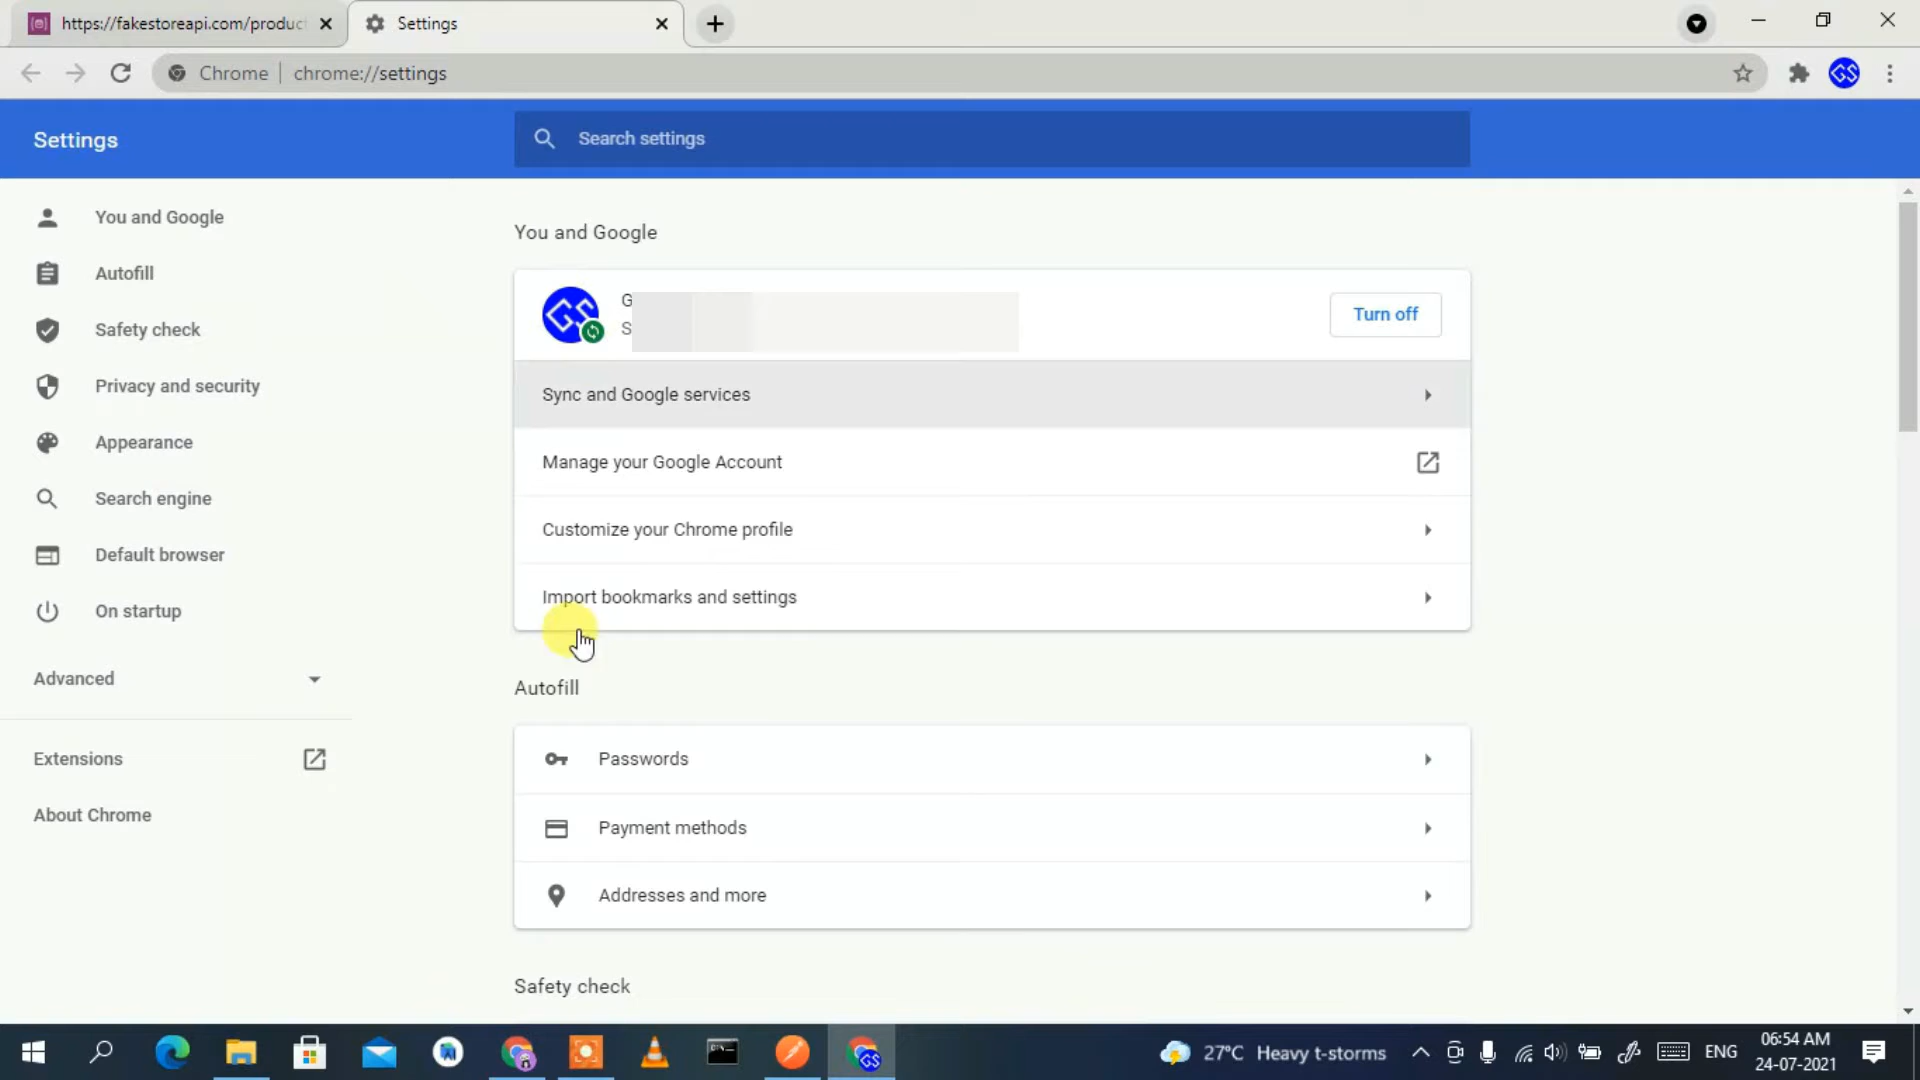 https://fakestoreapi.com/produc
Settings
Chrome
chrome://settings
Settings
Search settings
You and Google
Autofill
Safety check
Privacy and security
Appearance
Search engine
Default browser
On startup
Advanced
Extensions
About Chrome
You and Google
G
S
Turn off
Sync and Google services
Manage your Google Account
Customize your Chrome profile
Import bookmarks and settings
Autofill
Passwords
Payment methods
Addresses and more
Safety check
27°C Heavy t-storms
ENG
06:54 AM
24-07-2021